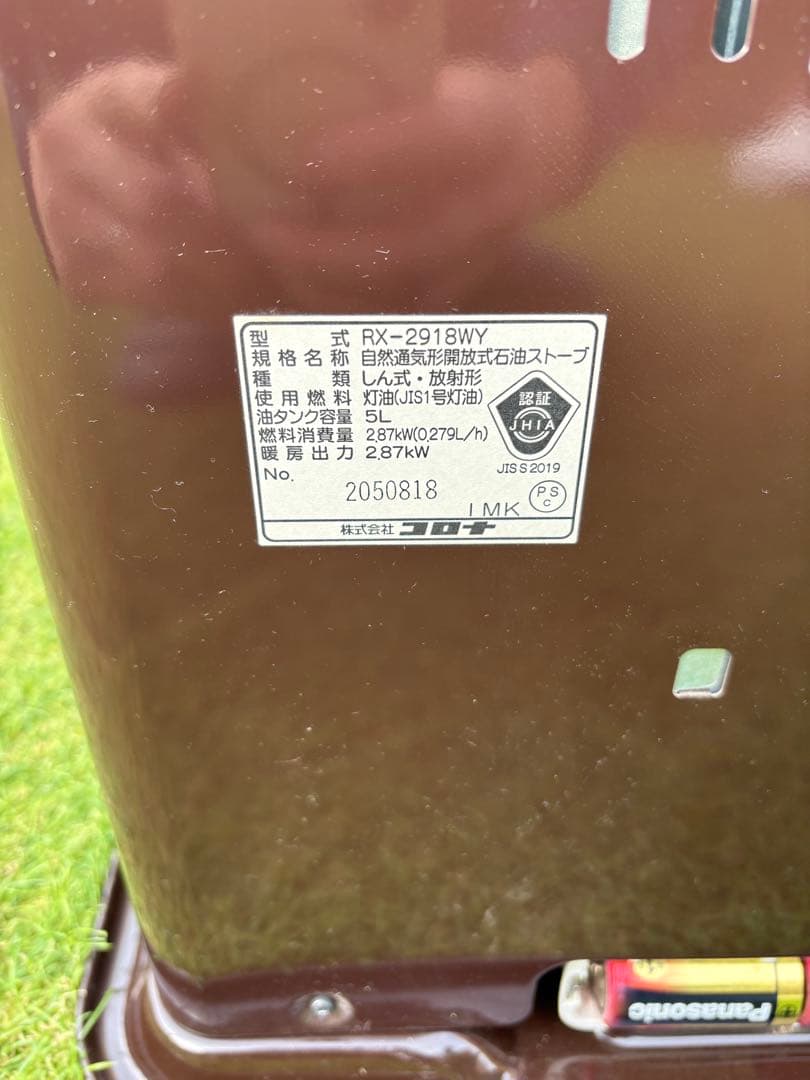 型式 RX-2918WY
規格名称 自然通気形開放式石油ストーブ
種類 しん式・放射形
使用燃料 灯油(JIS1号灯油)
油タンク容量 5L
燃料消費量 2.87kW(0.279L/h)
暖房出力 2.87kW
認証
JHIA
JIS S 2019
No.
2050818
1MK
PS
C
株式会社 コロナ
Panasonic